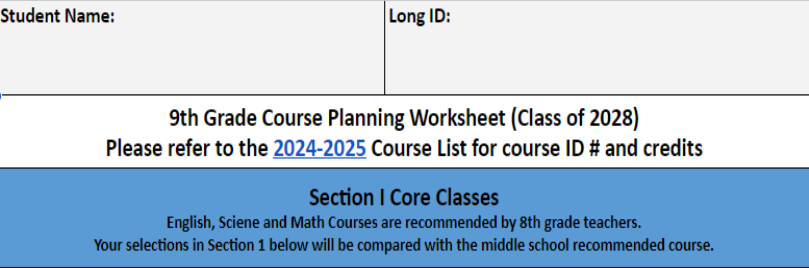 Student Name:
Long ID:
9th Grade Course Planning Worksheet (Class of 2028)
Please refer to the 2024-2025 Course List for course ID # and credits
Section I Core Classes
English, Sciene and Math Courses are recommended by 8th grade teachers.
Your selections in Section 1 below will be compared with the middle school recommended course.